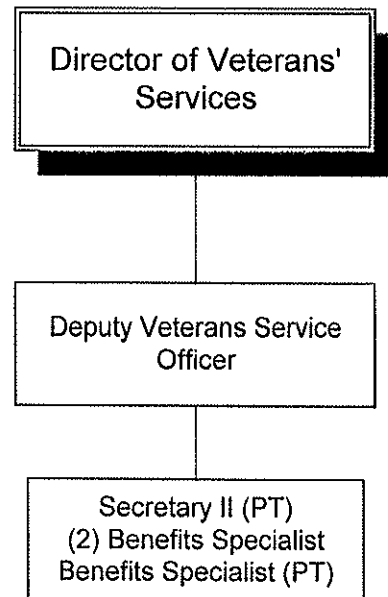 Director of Veterans'
Services
Deputy Veterans Service
Officer
Secretary II (PT)
(2) Benefits Specialist
Benefits Specialist (PT)